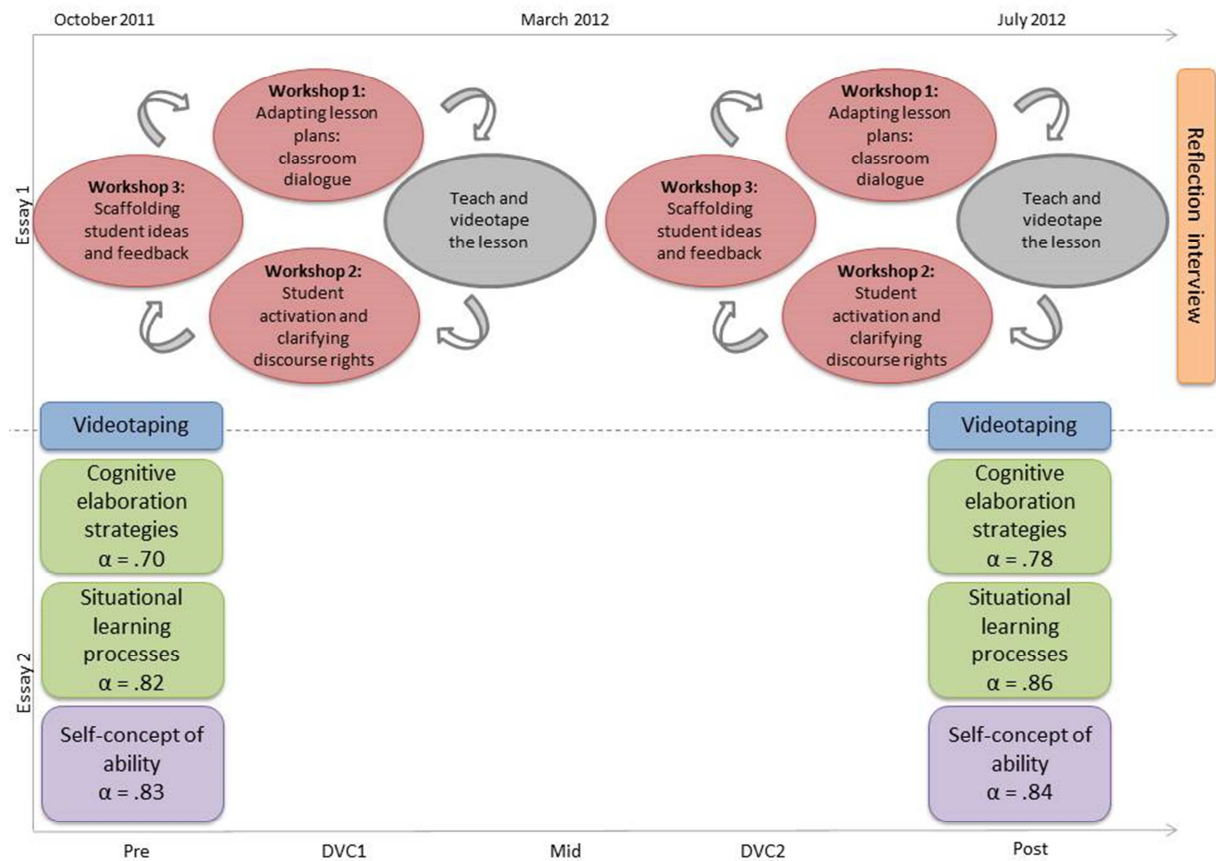 October 2011
March 2012
July 2012
Essay 1
Workshop 1:
Adapting lesson
plans:
classroom
dialogue
Workshop 3:
Scaffolding
student ideas
and feedback
Teach and
videotape
the lesson
Workshop 2:
Student
activation and
clarifying
discourse rights
Workshop 1:
Adapting lesson
plans:
classroom
dialogue
Workshop 3:
Scaffolding
student ideas
and feedback
Teach and
videotape
the lesson
Workshop 2:
Student
activation and
clarifying
discourse rights
Reflection interview
Essay 2
Videotaping
Cognitive
elaboration
strategies
α = .70
Situational
learning
processes
α = .82
Self-concept of
ability
α = .83
Videotaping
Cognitive
elaboration
strategies
α = .78
Situational
learning
processes
α = .86
Self-concept of
ability
α = .84
Pre
DVC1
Mid
DVC2
Post